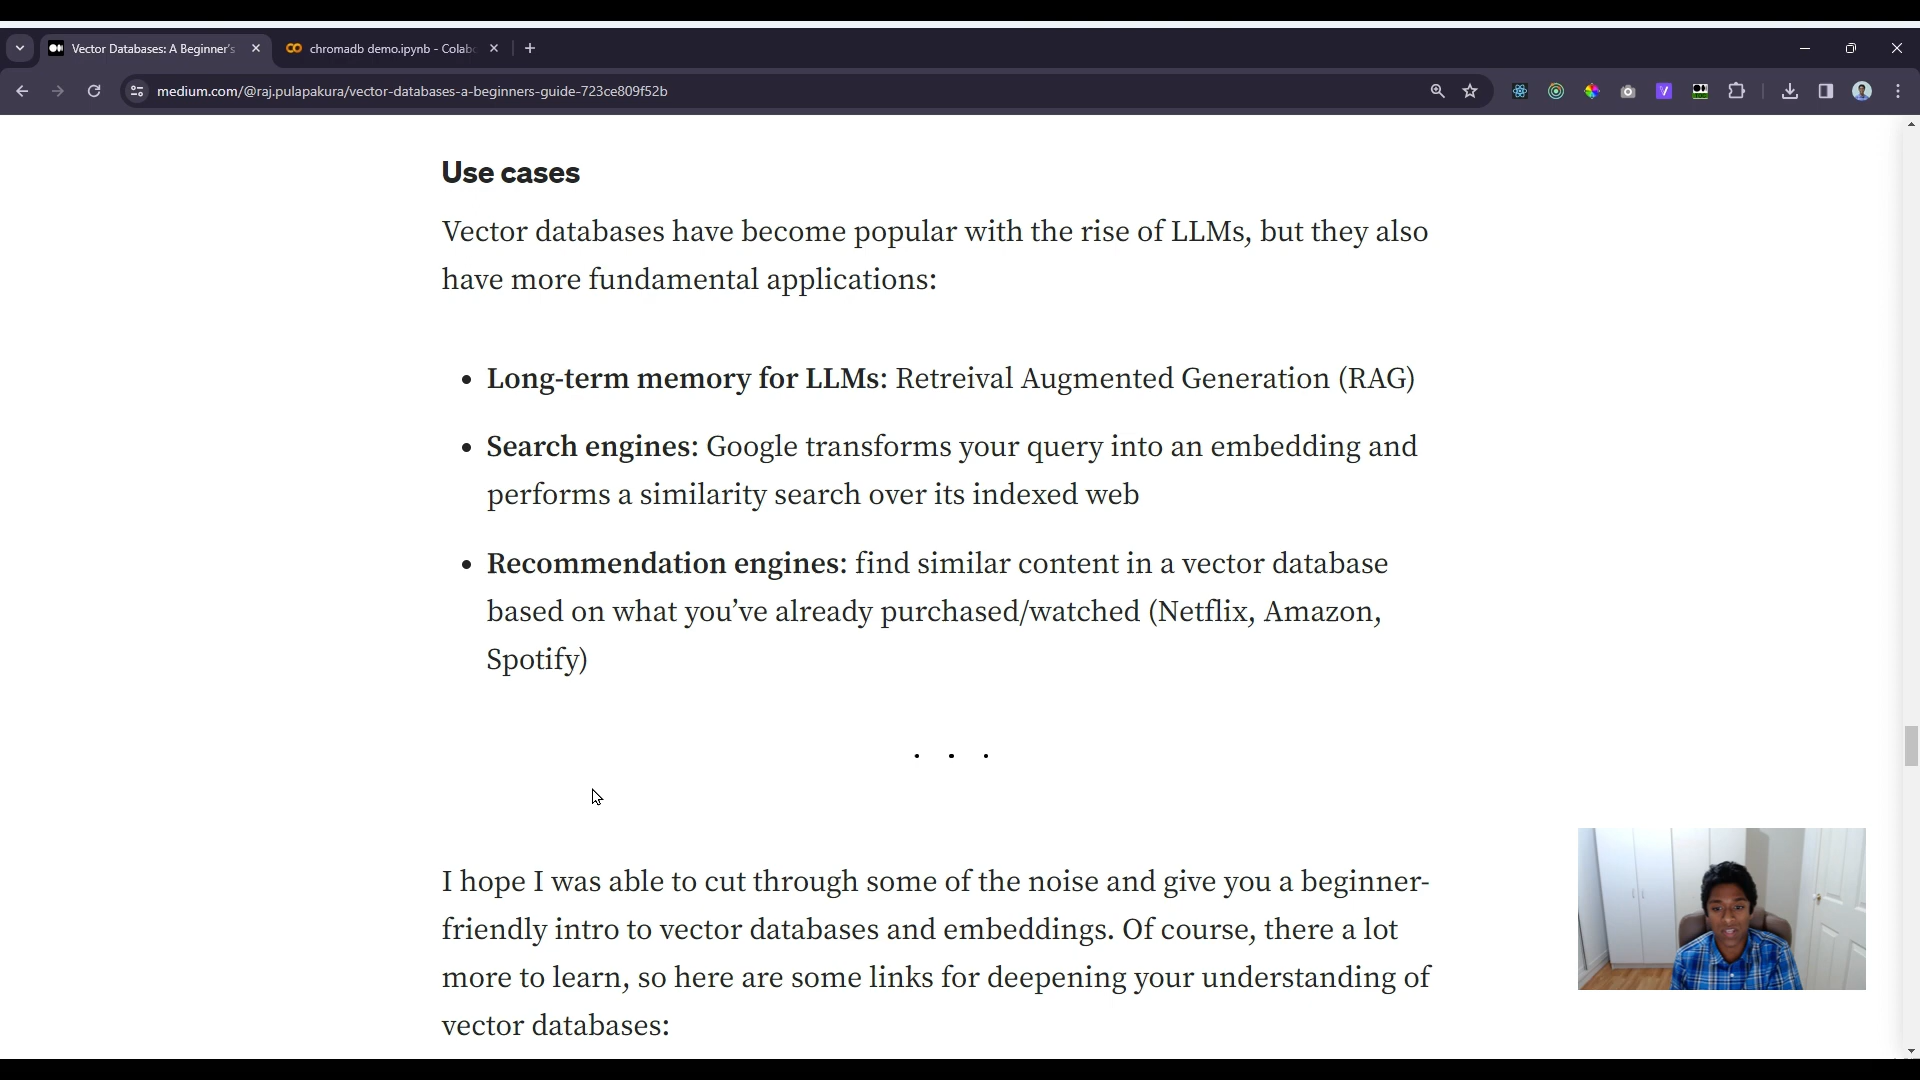 Vector Databases: A Beginner's
chromadb demo.ipynb - Colab
medium.com/@raj.pulapakura/vector-databases-a-beginners-guide-723ce809f52b
Use cases
Vector databases have become popular with the rise of LLMs, but they also
have more fundamental applications:
• Long-term memory for LLMs: Retreival Augmented Generation (RAG)
• Search engines: Google transforms your query into an embedding and
performs a similarity search over its indexed web
• Recommendation engines: find similar content in a vector database
based on what you’ve already purchased/watched (Netflix, Amazon,
Spotify)
. . .
I hope I was able to cut through some of the noise and give you a beginner-
friendly intro to vector databases and embeddings. Of course, there a lot
more to learn, so here are some links for deepening your understanding of
vector databases: